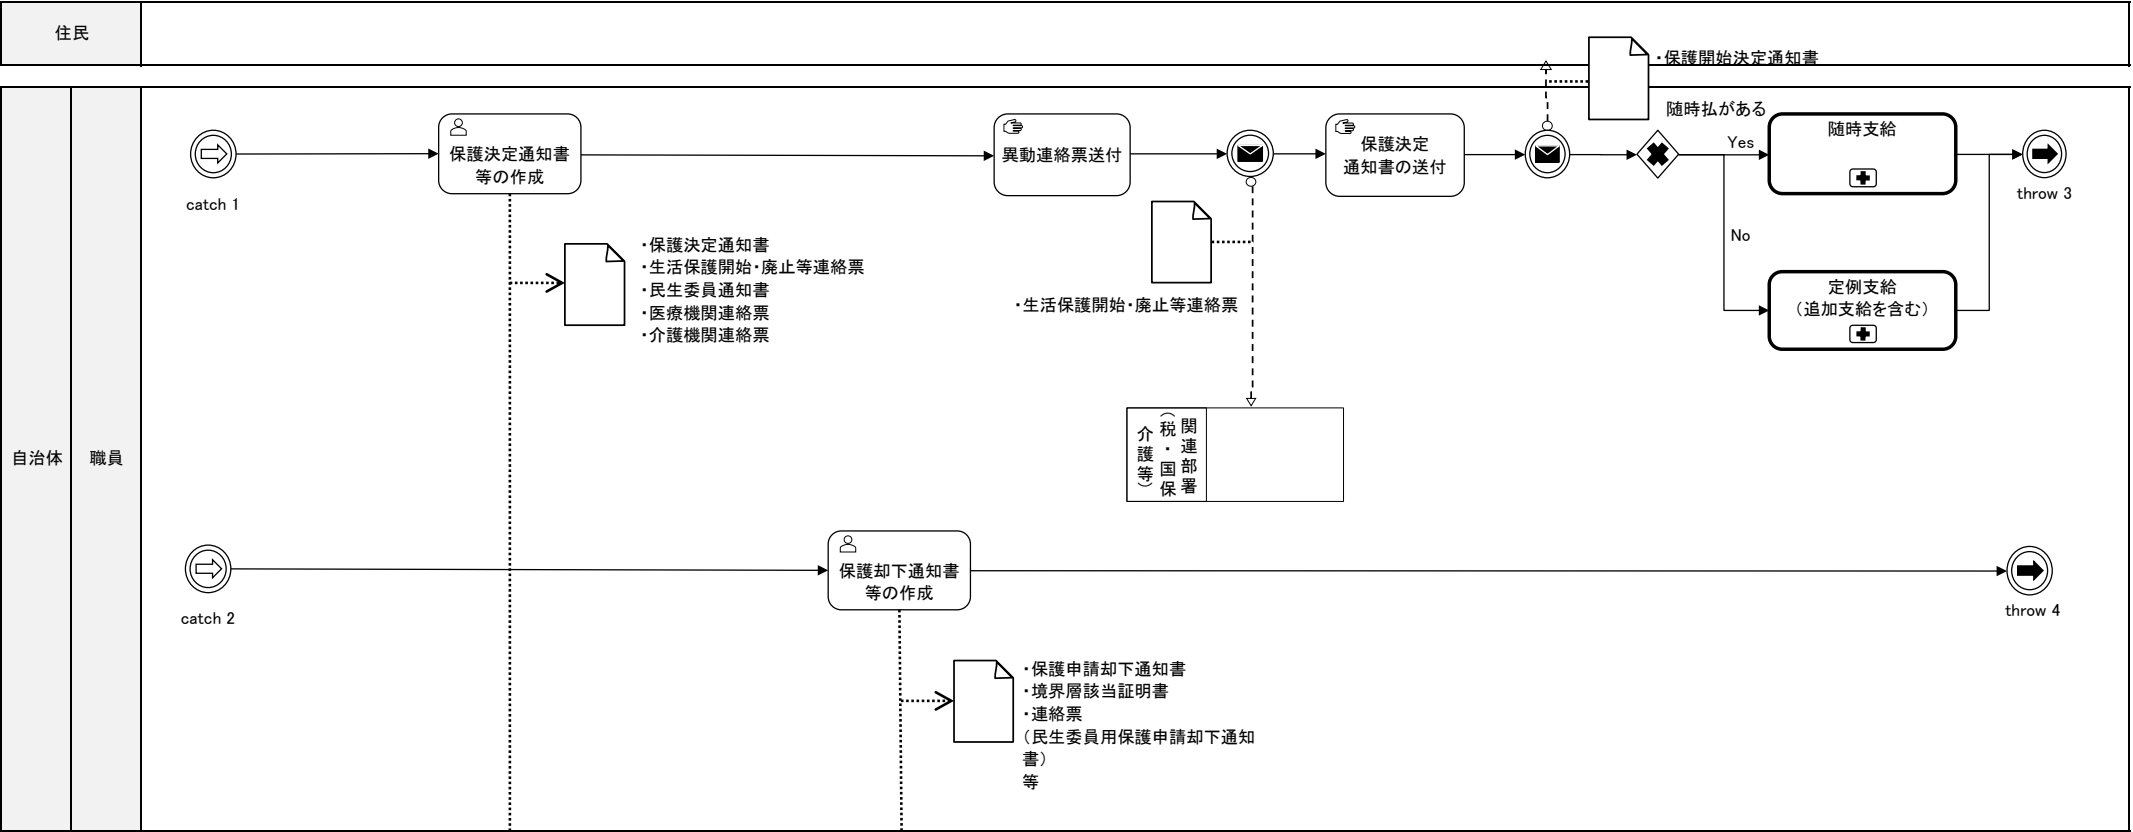 住民
・保護開始決定通知書
自治体
職員
catch 1
保護決定通知書
等の作成
・保護決定通知書
・生活保護開始・廃止等連絡票
・民生委員通知書
・医療機関連絡票
・介護機関連絡票
異動連絡票送付
・生活保護開始・廃止等連絡票
関連部署
（税・国保
介護等）
保護決定
通知書の送付
随時払がある
Yes
No
随時支給
定例支給
（追加支給を含む）
throw 3
catch 2
保護却下通知書
等の作成
・保護申請却下通知書
・境界層該当証明書
・連絡票
（民生委員用保護申請却下通知
書）
等
throw 4